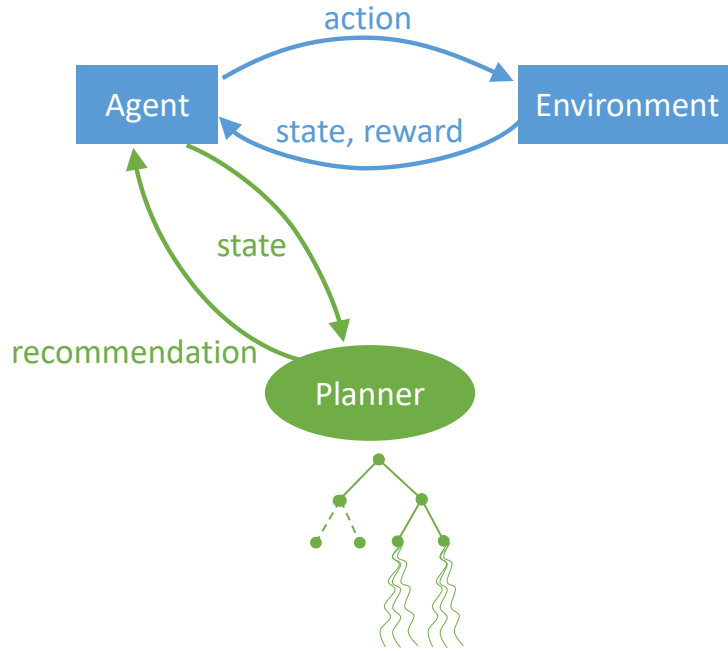 action
Agent
Environment
state, reward
state
recommendation
Planner